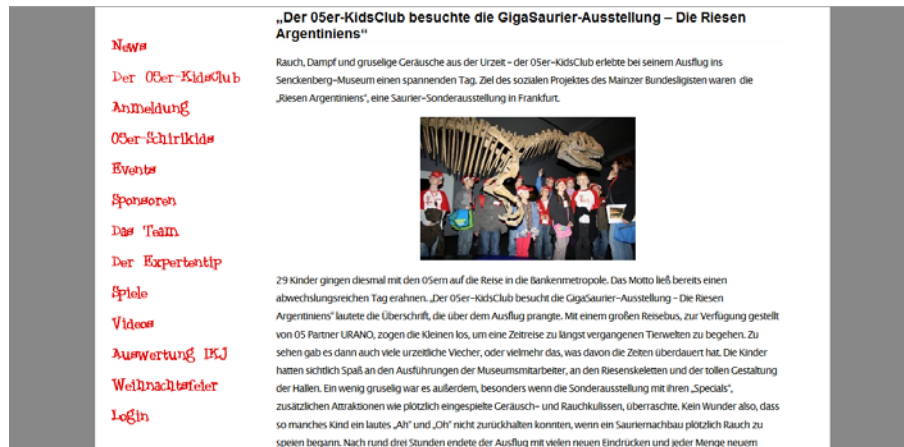 „Der 05er-KidsClub besuchte die GigaSaurier-Ausstellung – Die Riesen
Argentiniens“
News
Der 05er-KidsClub
Anmeldung
05er-Schirikids
Events
Sponsoren
Das Team
Der Expertentip
Spiele
Videos
Auswertung IKJ
Weihnachtsfeier
Login
Rauch, Dampf und gruselige Geräusche aus der Urzeit – der 05er-KidsClub erlebte bei seinem Ausflug ins
Senckenberg-Museum einen spannenden Tag. Ziel des sozialen Projektes des Mainzer Bundesligisten waren die
„Riesen Argentiniens“, eine Saurier-Sonderausstellung in Frankfurt.
29 Kinder gingen diesmal mit den 05ern auf die Reise in die Bankenmetropole. Das Motto ließ bereits einen
abwechslungsreichen Tag erahnen. „Der 05er-KidsClub besucht die GigaSaurier-Ausstellung – Die Riesen
Argentiniens“ lautete die Überschrift, die über dem Ausflug prangte. Mit einem großen Reisebus, zur Verfügung gestellt
von 05 Partner URANO, zogen die Kleinen los, um eine Zeitreise zu längst vergangenen Tierwelten zu begehen. Zu
sehen gab es dann auch viele urzeitliche Viecher, oder vielmehr das, was davon die Zeiten überdauert hat. Die Kinder
hatten sichtlich Spaß an den Ausführungen der Museumsmitarbeiter, an den Riesenskeletten und der tollen Gestaltung
der Hallen. Ein wenig gruselig war es außerdem, besonders wenn die Sonderausstellung mit ihren „Specials“,
zusätzlichen Attraktionen wie plötzlich eingespielte Geräusch- und Rauchkulissen, überraschte. Kein Wunder also, dass
so manches Kind ein lautes „Ah“ und „Oh“ nicht zurückhalten konnten, wenn ein Sauriernachbau plötzlich Rauch zu
speien begann. Nach rund drei Stunden endete der Ausflug mit vielen neuen Eindrücken und jeder Menge neuem